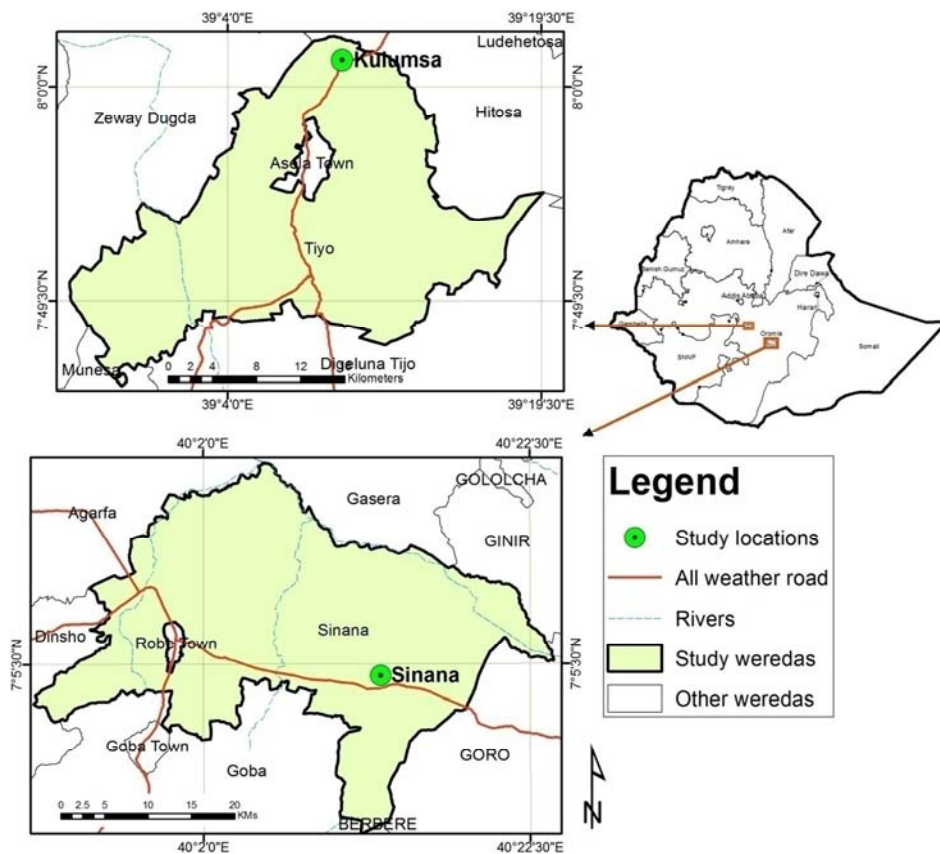 39°4'0"E
39°19'30"E
Ludehetosa
Kulumsa
8°0'0"N
8°0'0"N
Zeway Dugda
Hitosa
Asela Town
Tiyo
7°49'30"N
7°49'30"N
Munesa
Digeluna Tijo
0 2 4 8 12
Kilometers
39°4'0"E
39°19'30"E
Tigray
Afar
Amhara
Dire Dawa
Addis Ababa
Harari
Oromia
SNNP
Somali
40°2'0"E
40°22'30"E
GOLOLCHA
Gasera
Agarfa
GINIR
Sinana
Dinsho
Robe Town
7°5'30"N
7°5'30"N
Sinana
Goba Town
GORO
Goba
0 2.5 5 10 15 20
KMs
BERBERE
40°2'0"E
40°22'30"E
Legend
Study locations
All weather road
Rivers
Study weredas
Other weredas
N